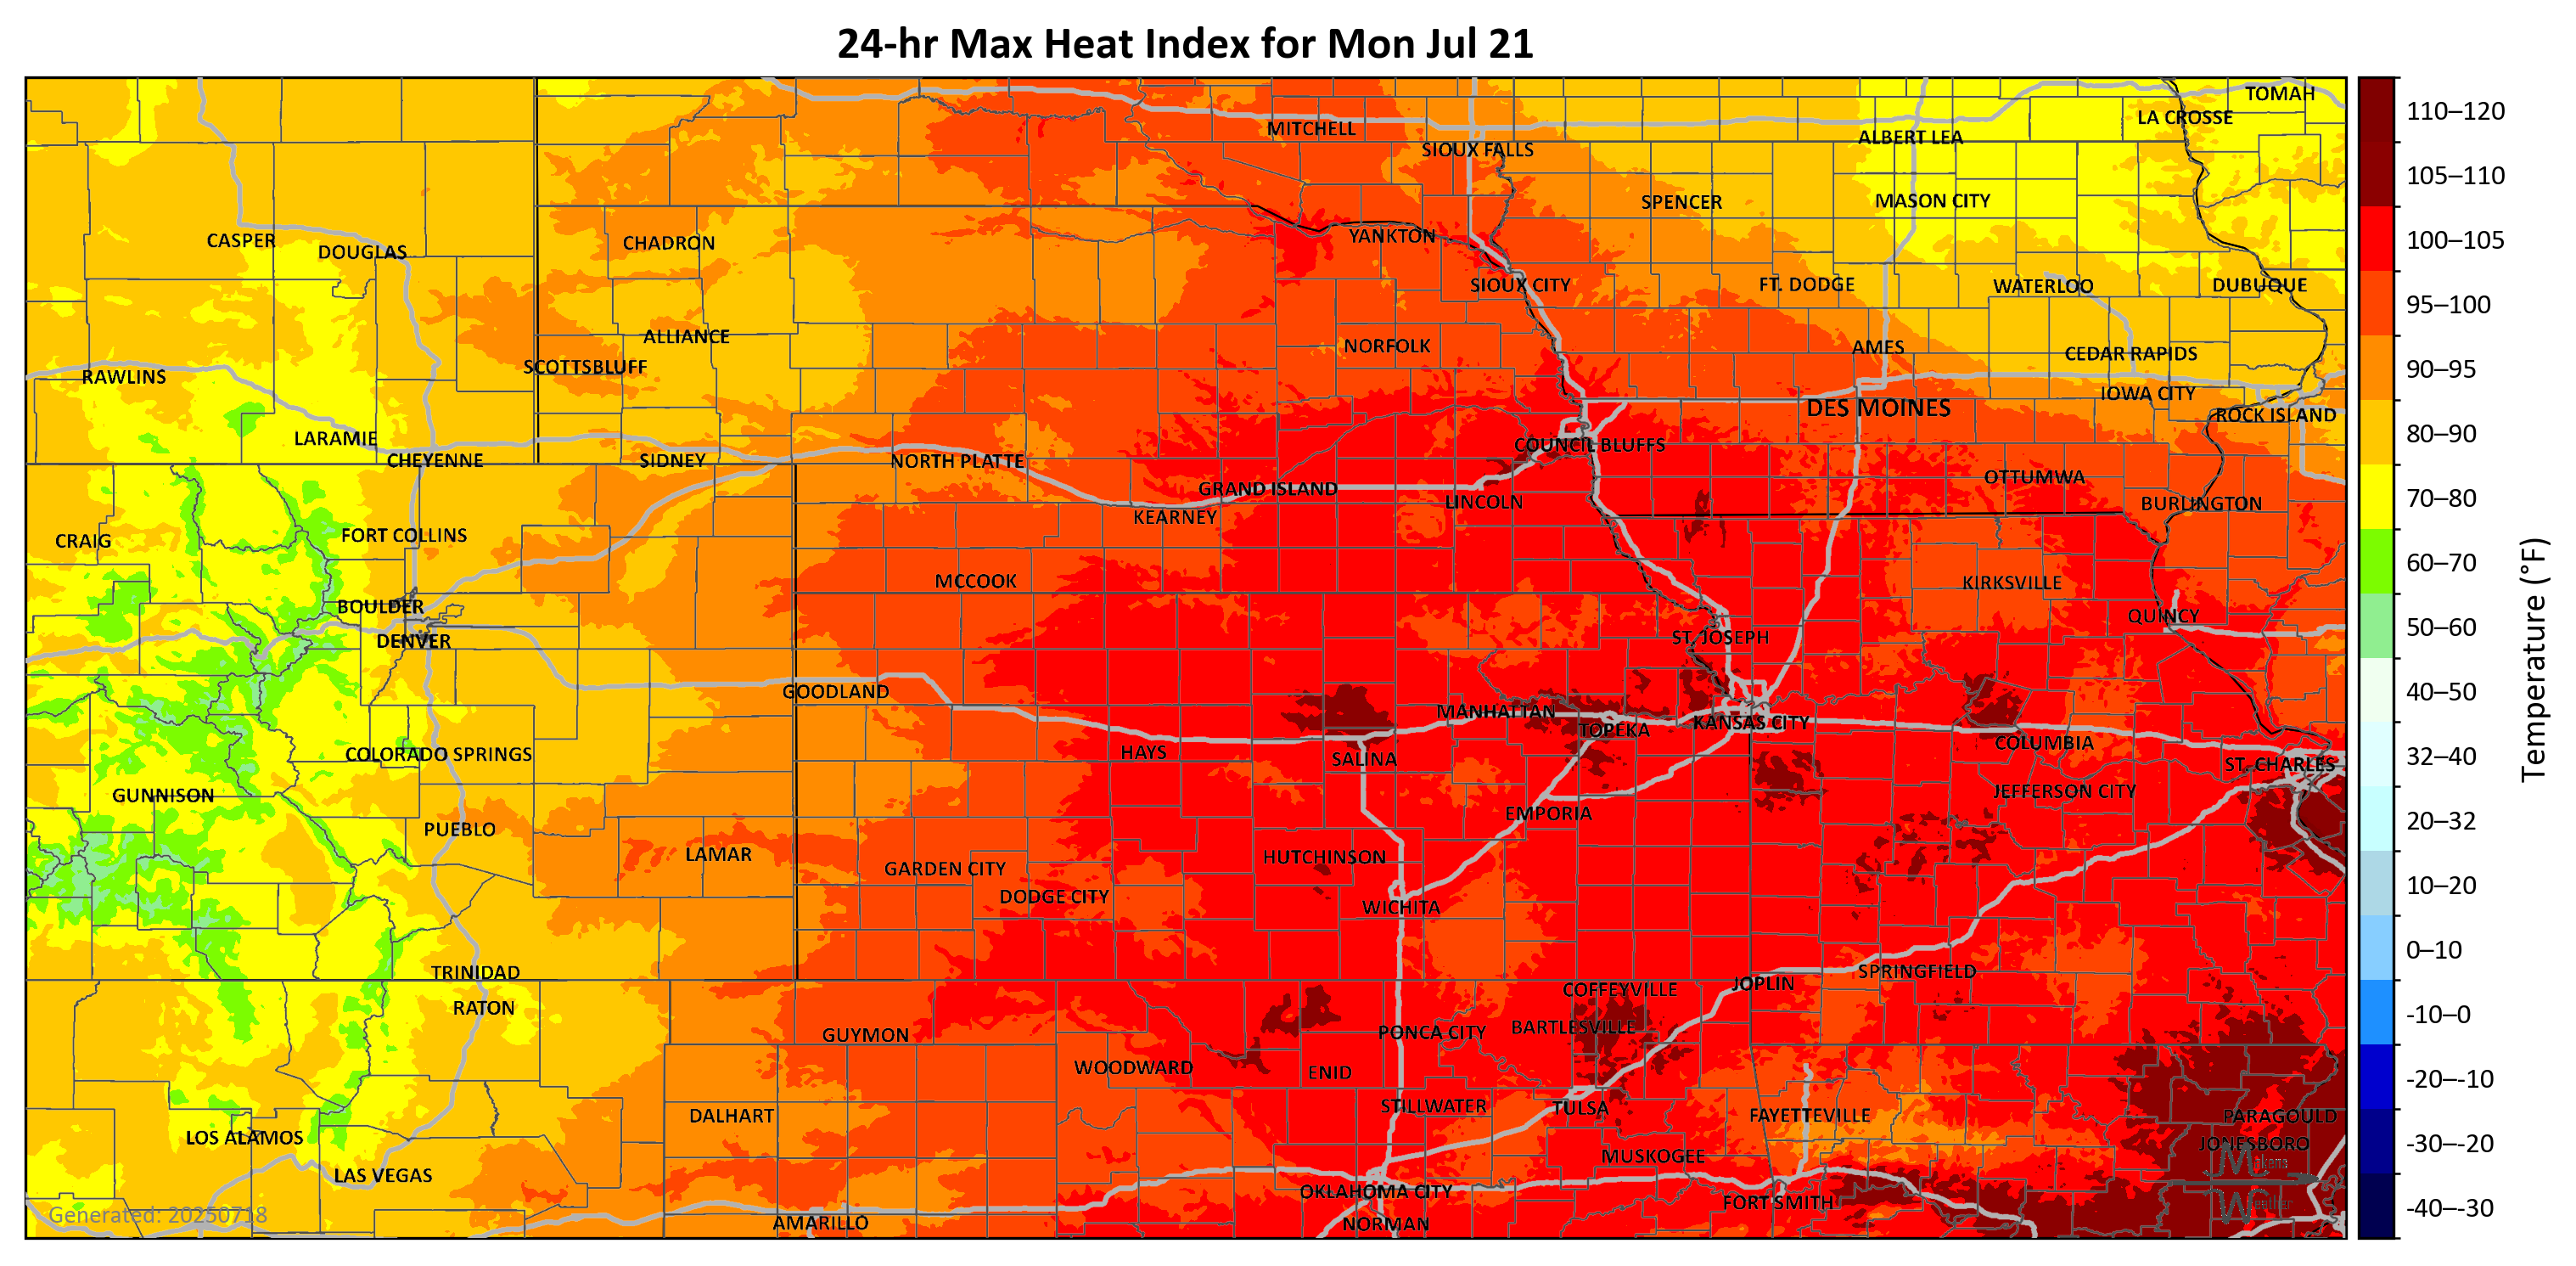 24-hr Max Heat Index for Mon Jul 21
TOMAH
LA CROSSE
MITCHELL
ALBERT LEA
SIOUX FALLS
SPENCER
MASON CITY
YANKTON
CASPER
CHADRON
DOUGLAS
SIOUX CITY
FT. DODGE
WATERLOO
DUBUQUE
ALLIANCE
NORFOLK
AMES
CEDAR RAPIDS
SCOTTSBLUFF
RAWLINS
IOWA CITY
DES MOINES
ROCK ISLAND
LARAMIE
COUNCIL BLUFFS
CHEYENNE
SIDNEY
NORTH PLATTE
OTTUMWA
GRAND ISLAND
LINCOLN
BURLINGTON
KEARNEY
FORT COLLINS
CRAIG
MCCOOK
KIRKSVILLE
BOULDER
QUINCY
DENVER
ST. JOSEPH
GOODLAND
MANHATTAN
TOPEKA
KANSAS CITY
COLUMBIA
COLORADO SPRINGS
HAYS
SALINA
ST. CHARLES
GUNNISON
JEFFERSON CITY
EMPORIA
PUEBLO
LAMAR
HUTCHINSON
GARDEN CITY
DODGE CITY
WICHITA
TRINIDAD
SPRINGFIELD
JOPLIN
COFFEYVILLE
RATON
BARTLESVILLE
PONCA CITY
GUYMON
WOODWARD
ENID
STILLWATER
TULSA
DALHART
FAYETTEVILLE
PARAGOULD
LOS ALAMOS
JONESBORO
MUSKOGEE
LAS VEGAS
OKLAHOMA CITY
FORT SMITH
AMARILLO
NORMAN
Generated: 20250718
Makens
Weather
110–120
105–110
100–105
95–100
90–95
80–90
70–80
60–70
50–60
40–50
32–40
20–32
10–20
0–10
-10–0
-20–-10
-30–-20
-40–-30
Temperature (°F)